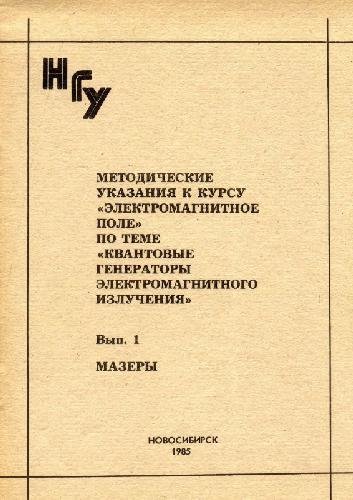 НГУ
МЕТОДИЧЕСКИЕ
УКАЗАНИЯ К КУРСУ
«ЭЛЕКТРОМАГНИТНОЕ
ПОЛЕ»
ПО ТЕМЕ
«КВАНТОВЫЕ
ГЕНЕРАТОРЫ
ЭЛЕКТРОМАГНИТНОГО
ИЗЛУЧЕНИЯ»
Вып. 1
МАЗЕРЫ
НОВОСИБИРСК
1985